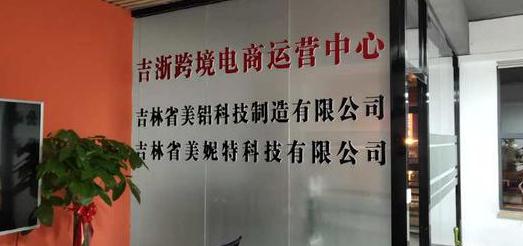 吉浙跨境电商运营中心
吉林省美铝科技制造有限公司
吉林省美妮特科技有限公司